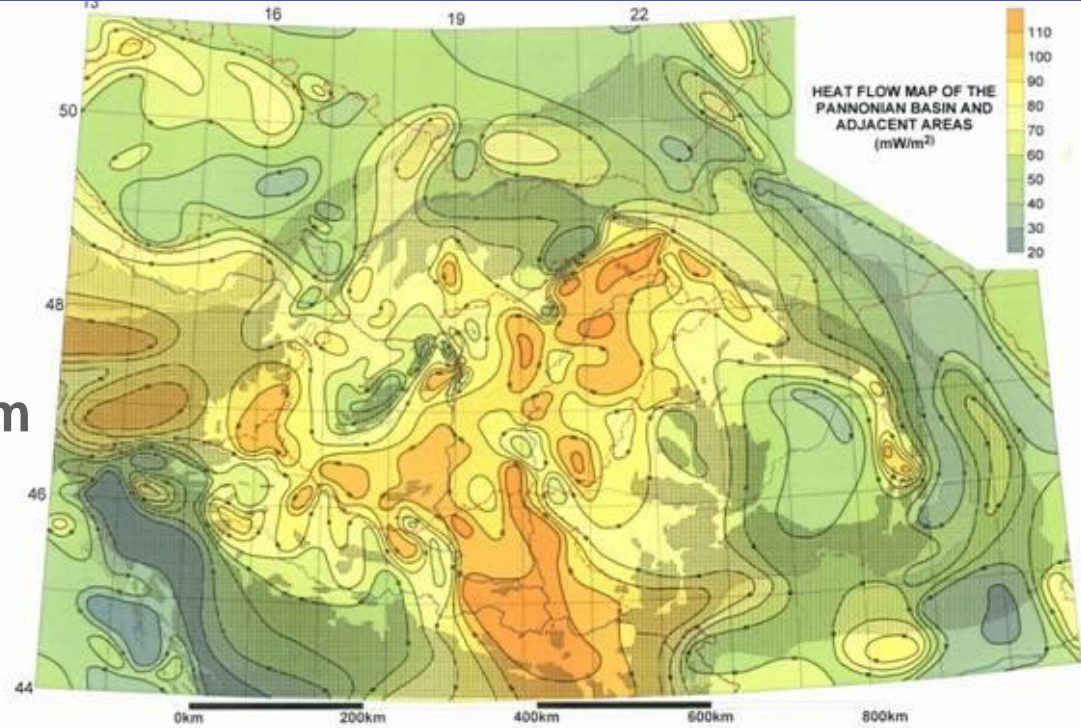 13
16
19
22
110
100
90
80
70
60
50
40
30
20
HEAT FLOW MAP OF THE
PANNONIAN BASIN AND
ADJACENT AREAS
(mW/m²)
50
48
m
46
44
0km
200km
400km
600km
800km